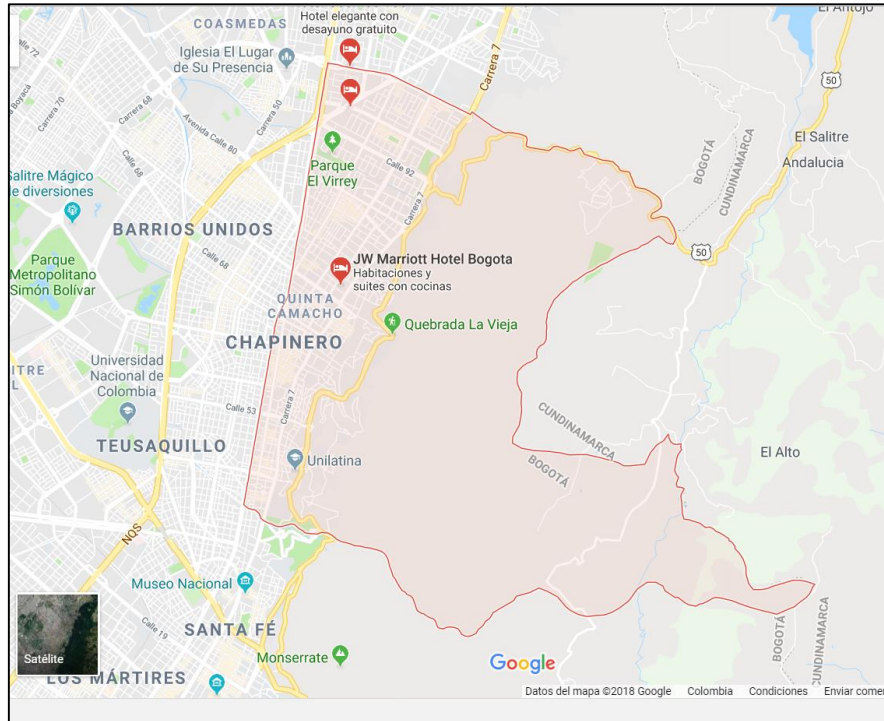 COASMEDAS
Hotel elegante con
desayuno gratuito
El Antojo
Calle 72
Iglesia El Lugar
de Su Presencia
Carrera 7
50
Carrera 68
Carrera 50
Carrera 70
Avenida Calle 80
El Salitre
Andalucia
BOGOTÁ
CUNDINAMARCA
Calle 68
Parque
El Virrey
Calle 92
Salitre Mágico
de diversiones
Carrera 7
BARRIOS UNIDOS
50
Parque
Metropolitano
Simón Bolívar
Calle 68
JW Marriott Hotel Bogota
Habitaciones y
suites con cocinas
QUINTA
CAMACHO
Quebrada La Vieja
CHAPINERO
Universidad
Nacional de
Colombia
ITRE
Calle 53
Carrera 7
CUNDINAMARCA
TEUSAQUILLO
Unilatina
BOGOTÁ
El Alto
NQS
Museo Nacional
Calle 19
SANTA FÉ
BOGOTÁ
CUNDINAMARCA
Satélite
Monserrate
Google
LOS MÁRTIRES
Datos del mapa ©2018 Google Colombia Condiciones Enviar comen